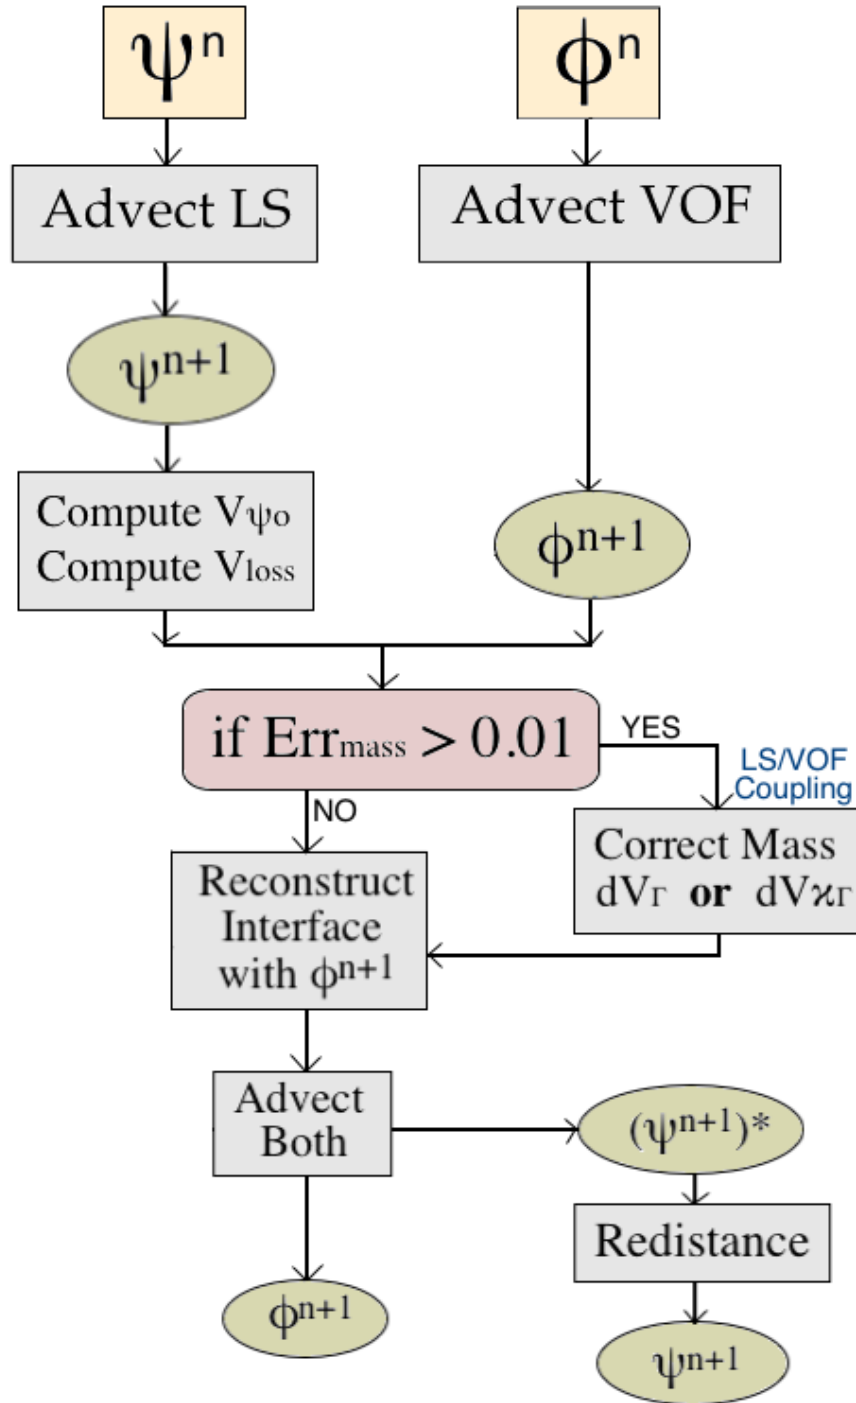 ψⁿ
ϕⁿ
Advect LS
Advect VOF
ψⁿ⁺¹
Compute Vψₒ
Compute Vloss
ϕⁿ⁺¹
if Errmass > 0.01
YES
LS/VOF
Coupling
NO
Correct Mass
dVΓ or dVϰΓ
Reconstruct
Interface
with ϕⁿ⁺¹
Advect
Both
(ψⁿ⁺¹)*
Redistance
ϕⁿ⁺¹
ψⁿ⁺¹